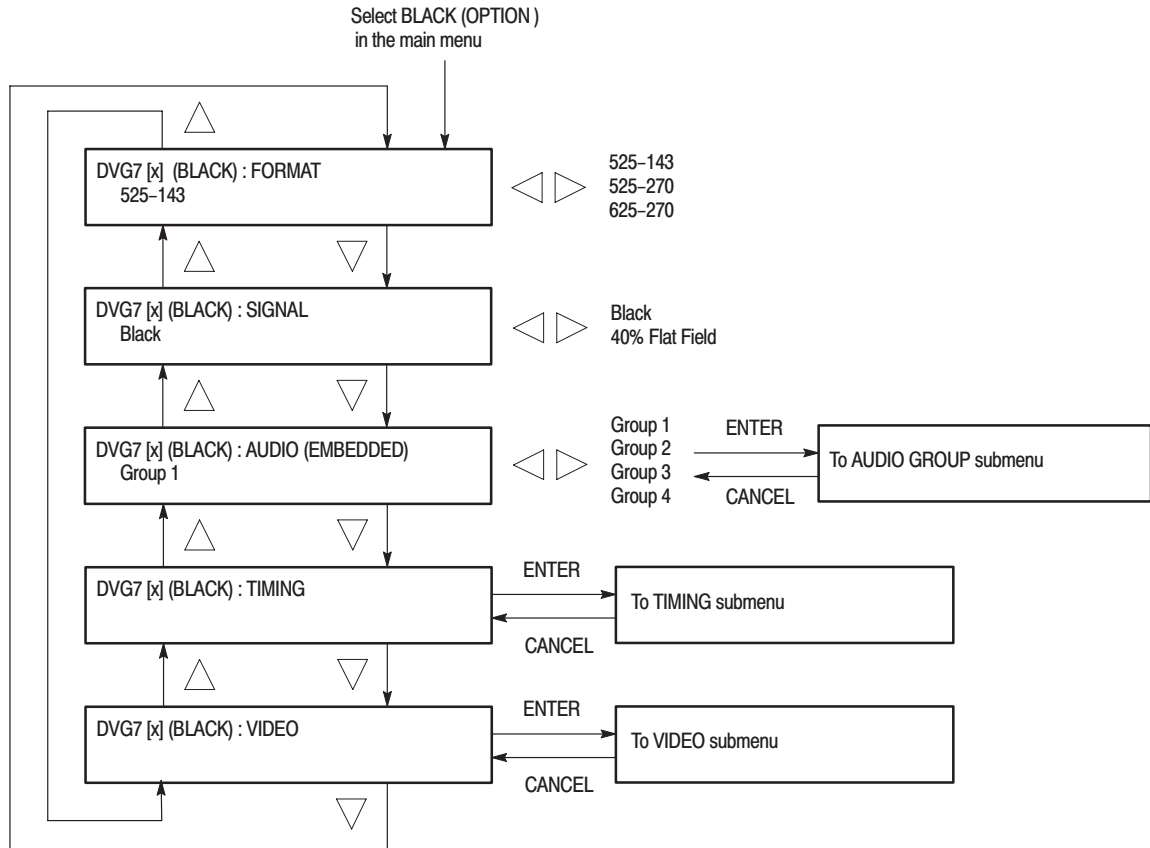 Select BLACK (OPTION )
in the main menu
DVG7 [x] (BLACK) : FORMAT
525–143
525–143
525–270
625–270
DVG7 [x] (BLACK) : SIGNAL
Black
Black
40% Flat Field
DVG7 [x] (BLACK) : AUDIO (EMBEDDED)
Group 1
Group 1
Group 2
Group 3
Group 4
ENTER
CANCEL
To AUDIO GROUP submenu
DVG7 [x] (BLACK) : TIMING
ENTER
CANCEL
To TIMING submenu
DVG7 [x] (BLACK) : VIDEO
ENTER
CANCEL
To VIDEO submenu